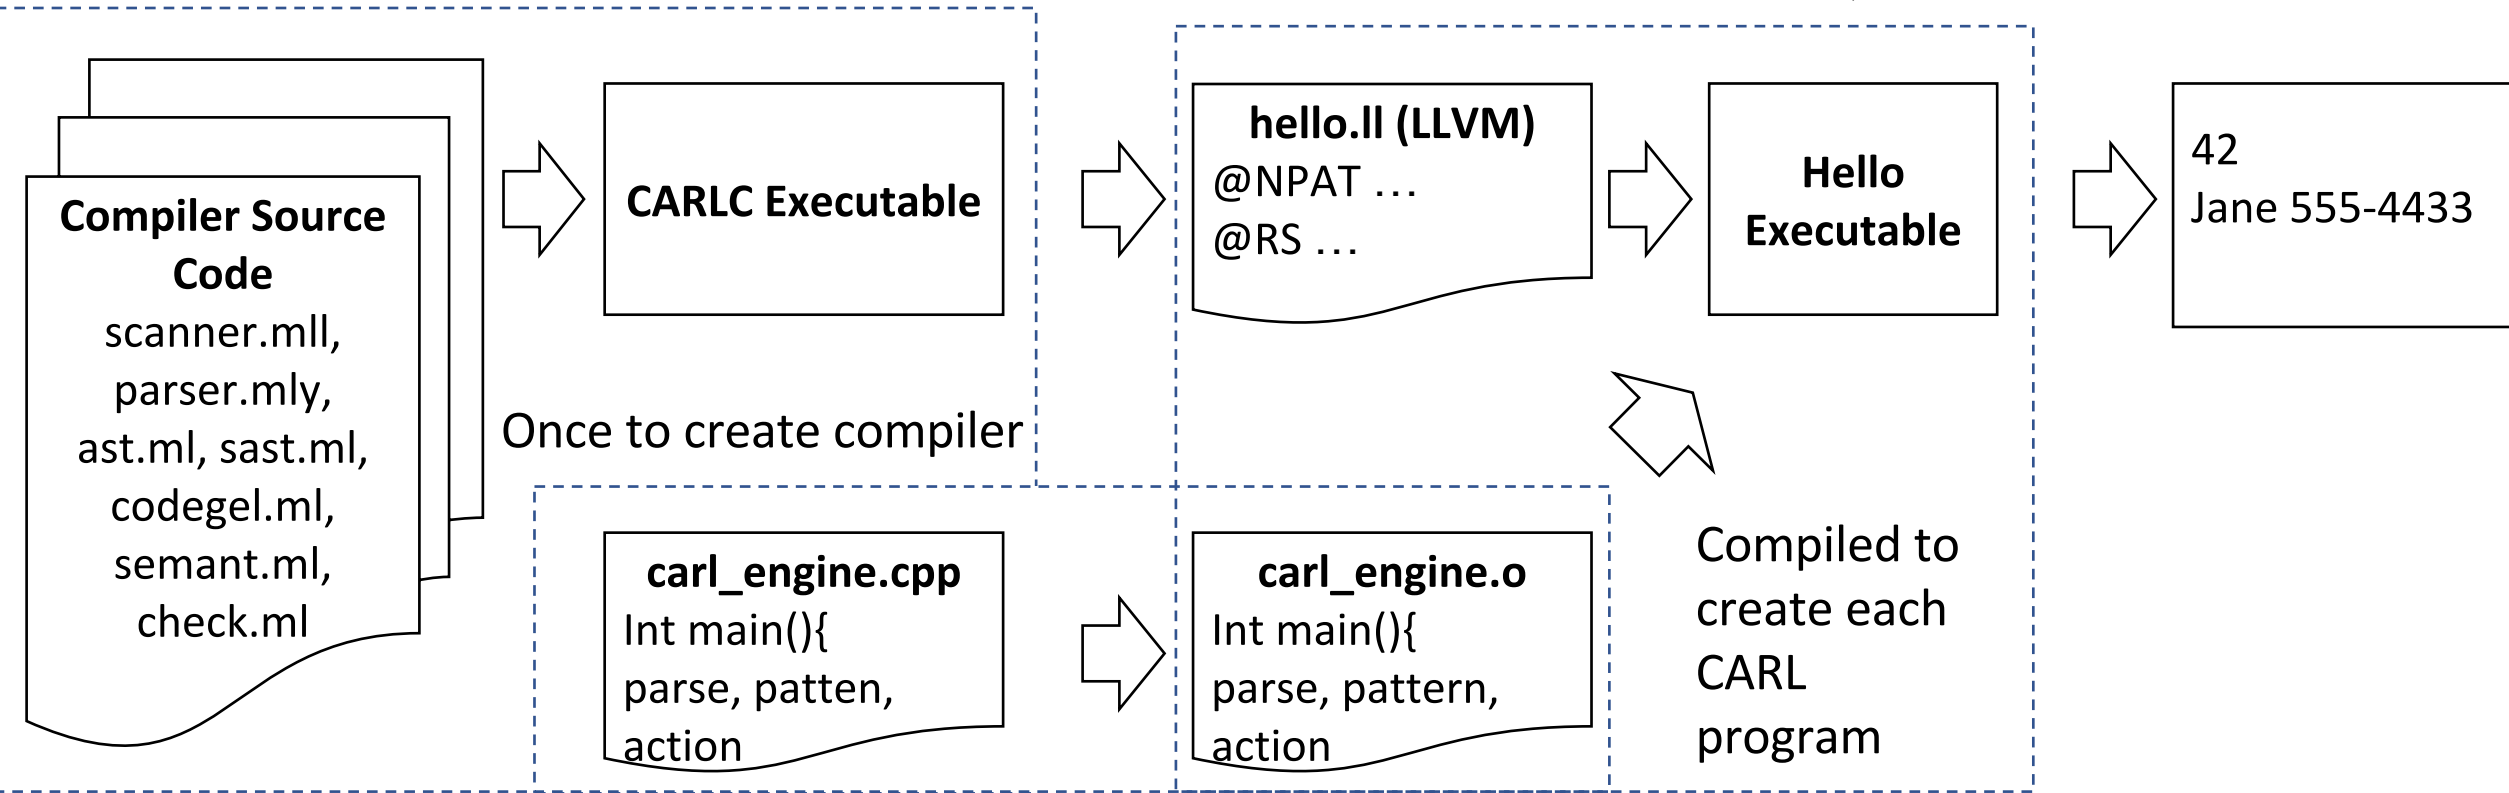 Compiler Source
Code
scanner.mll,
parser.mly,
ast.ml, sast.ml,
codegel.ml,
semant.ml,
check.ml
CARLC Executable
Once to create compiler
hello.ll (LLVM)
@NPAT ...
@RS ...
Hello
Executable
42
Jane 555-4433
carl_engine.cpp
Int main(){
parse, patten,
action
carl_engine.o
Int main(){
parse, pattern,
action
Compiled to
create each
CARL
program